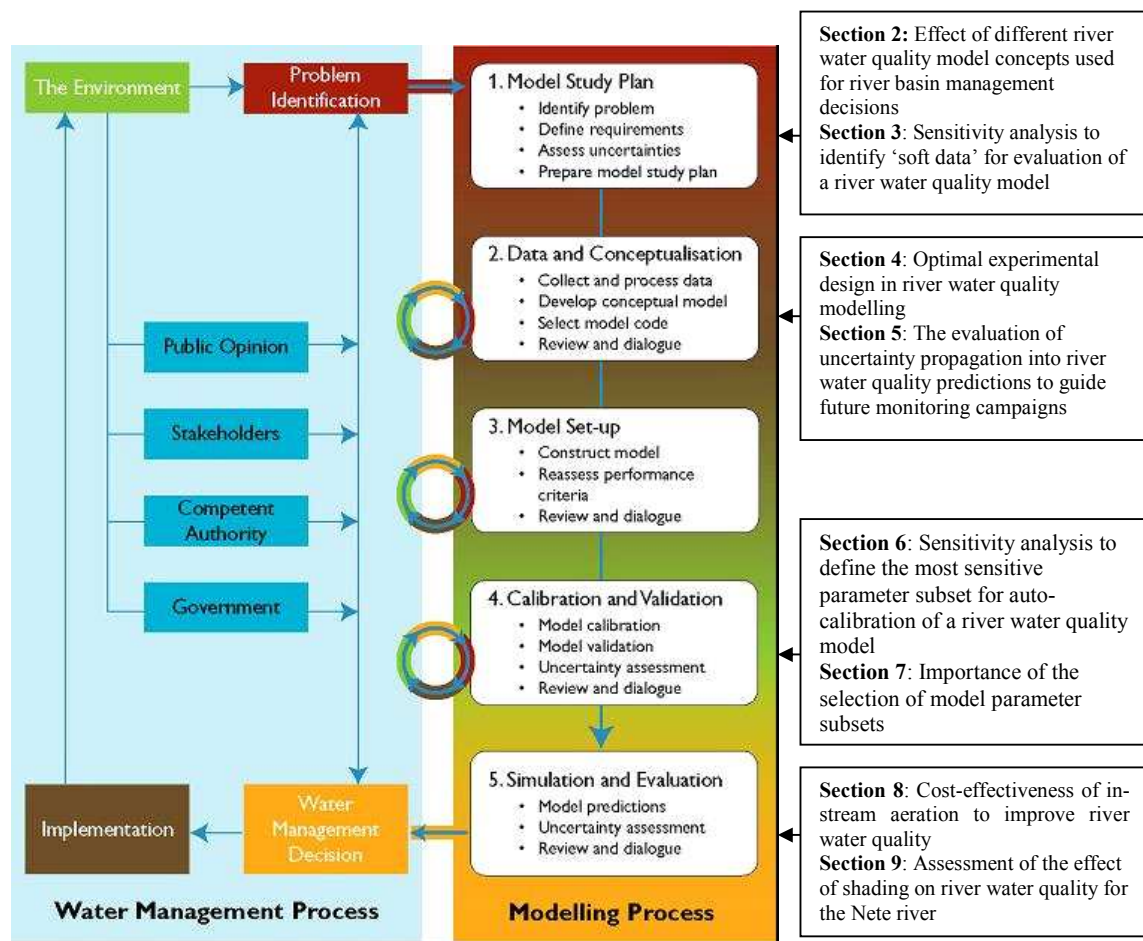 The Environment
Problem
Identification
Public Opinion
Stakeholders
Competent
Authority
Government
Implementation
Water
Management
Decision
Water Management Process
1. Model Study Plan
• Identify problem
• Define requirements
• Assess uncertainties
• Prepare model study plan
2. Data and Conceptualisation
• Collect and process data
• Develop conceptual model
• Select model code
• Review and dialogue
3. Model Set-up
• Construct model
• Reassess performance
criteria
• Review and dialogue
4. Calibration and Validation
• Model calibration
• Model validation
• Uncertainty assessment
• Review and dialogue
5. Simulation and Evaluation
• Model predictions
• Uncertainty assessment
• Review and dialogue
Modelling Process
Section 2: Effect of different river
water quality model concepts used
for river basin management
decisions
Section 3: Sensitivity analysis to
identify ‘soft data’ for evaluation of
a river water quality model
Section 4: Optimal experimental
design in river water quality
modelling
Section 5: The evaluation of
uncertainty propagation into river
water quality predictions to guide
future monitoring campaigns
Section 6: Sensitivity analysis to
define the most sensitive
parameter subset for auto-
calibration of a river water quality
model
Section 7: Importance of the
selection of model parameter
subsets
Section 8: Cost-effectiveness of in-
stream aeration to improve river
water quality
Section 9: Assessment of the effect
of shading on river water quality for
the Nete river